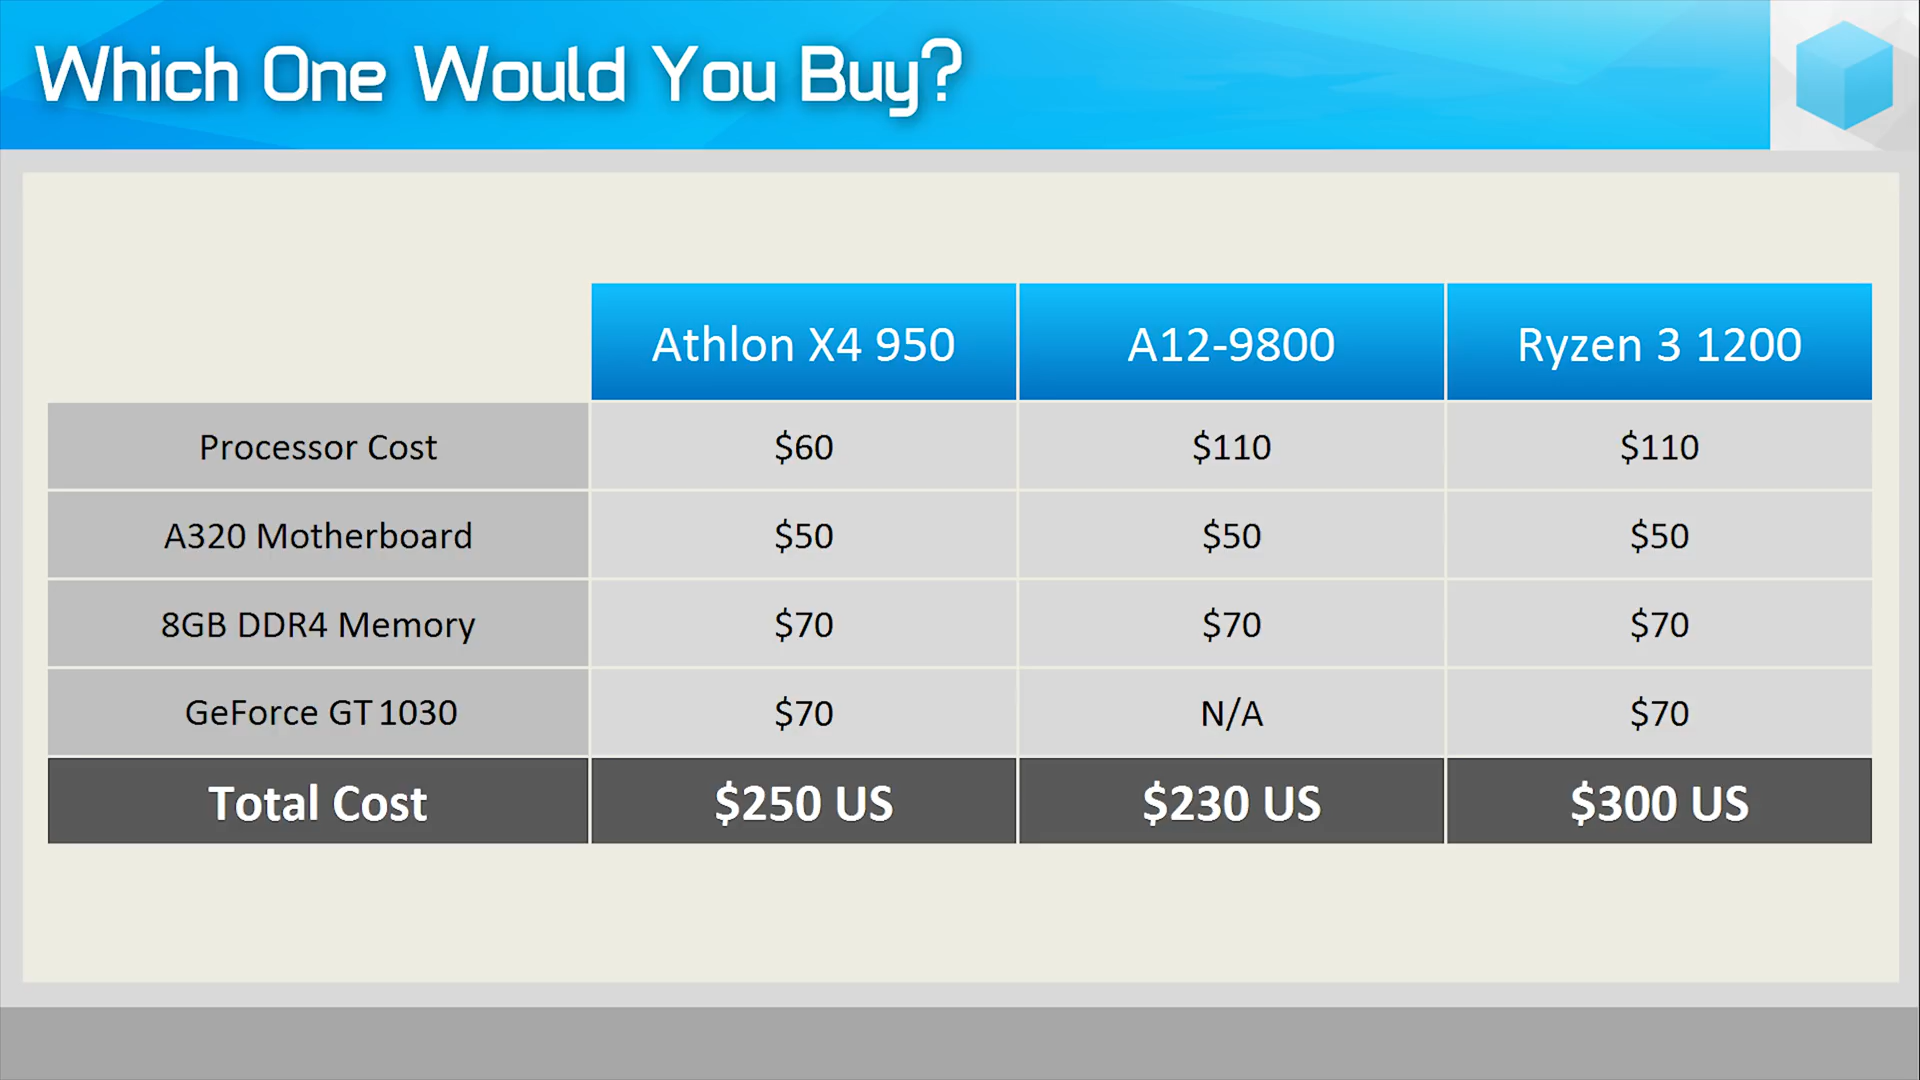 Which One Would You Buy?
Athlon X4 950 A12-9800 Ryzen 3 1200
Processor Cost $60 $110 $110
A320 Motherboard $50 $50 $50
8GB DDR4 Memory $70 $70 $70
GeForce GT 1030 $70 N/A $70
Total Cost $250 US $230 US $300 US